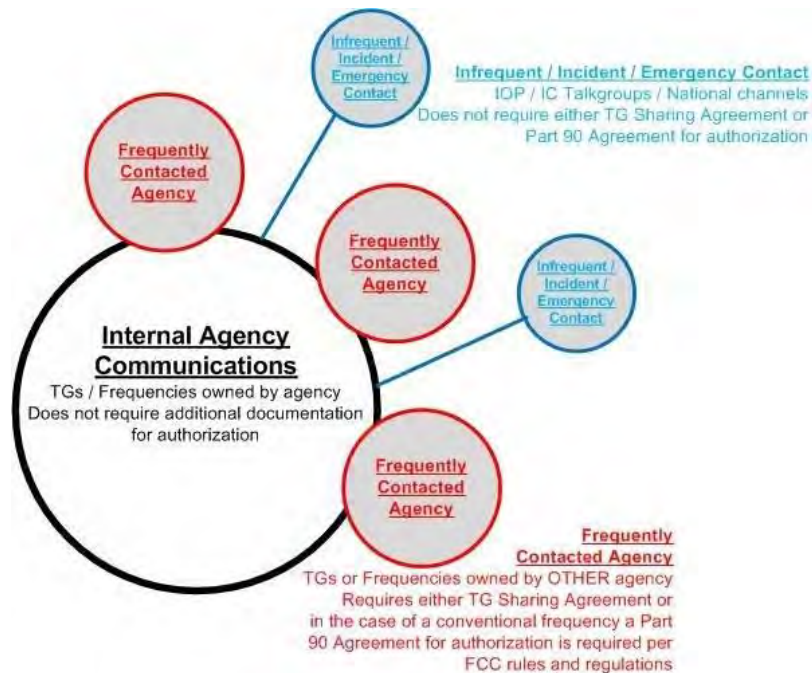 Infrequent /
Incident /
Emergency
Contact
Infrequent / Incident / Emergency Contact
IOP / IC Talkgroups / National channels
Does not require either TG Sharing Agreement or
Part 90 Agreement for authorization
Frequently
Contacted
Agency
Frequently
Contacted
Agency
Infrequent /
Incident /
Emergency
Contact
Internal Agency
Communications
TGs / Frequencies owned by agency
Does not require additional documentation
for authorization
Frequently
Contacted
Agency
Frequently
Contacted Agency
TGs or Frequencies owned by OTHER agency
Requires either TG Sharing Agreement or
in the case of a conventional frequency a Part
90 Agreement for authorization is required per
FCC rules and regulations